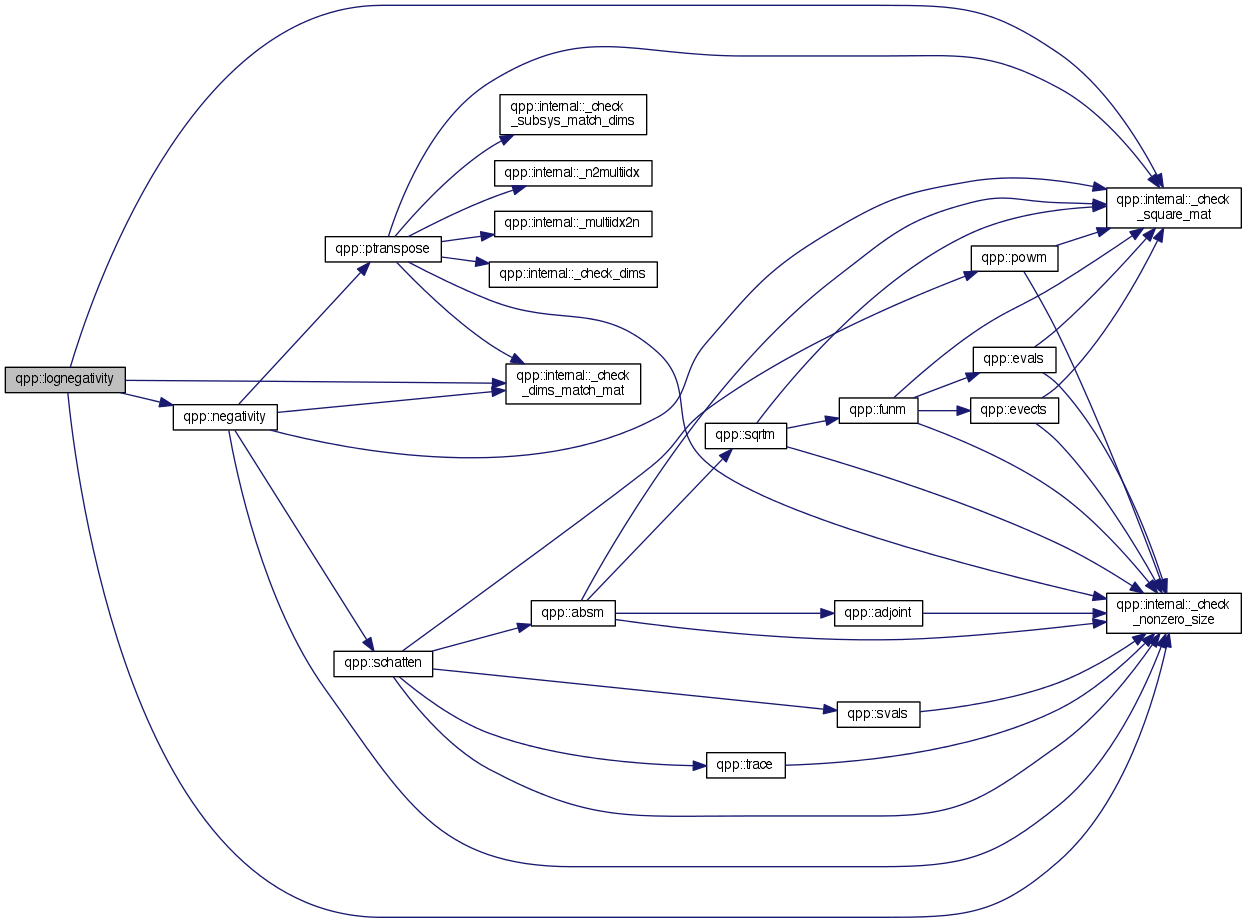 qpp::lognegativity
qpp::negativity
qpp::ptranspose
qpp::schatten
qpp::internal::_check
_subsys_match_dims
qpp::internal::_n2multiidx
qpp::internal::_multiidx2n
qpp::internal::_check_dims
qpp::internal::_check
_dims_match_mat
qpp::absm
qpp::sqrtm
qpp::trace
qpp::funm
qpp::adjoint
qpp::svals
qpp::powm
qpp::evals
qpp::evects
qpp::internal::_check
_square_mat
qpp::internal::_check
_nonzero_size